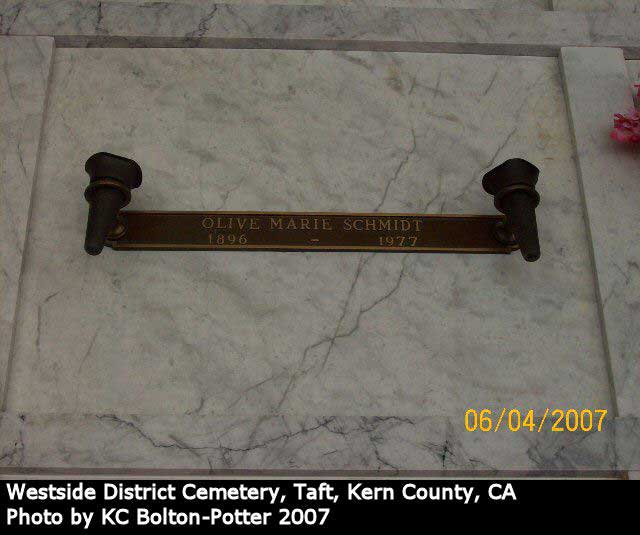 OLIVE MARIE SCHMIDT
1896 – 1977
06/04/2007
Westside District Cemetery, Taft, Kern County, CA
Photo by KC Bolton-Potter 2007